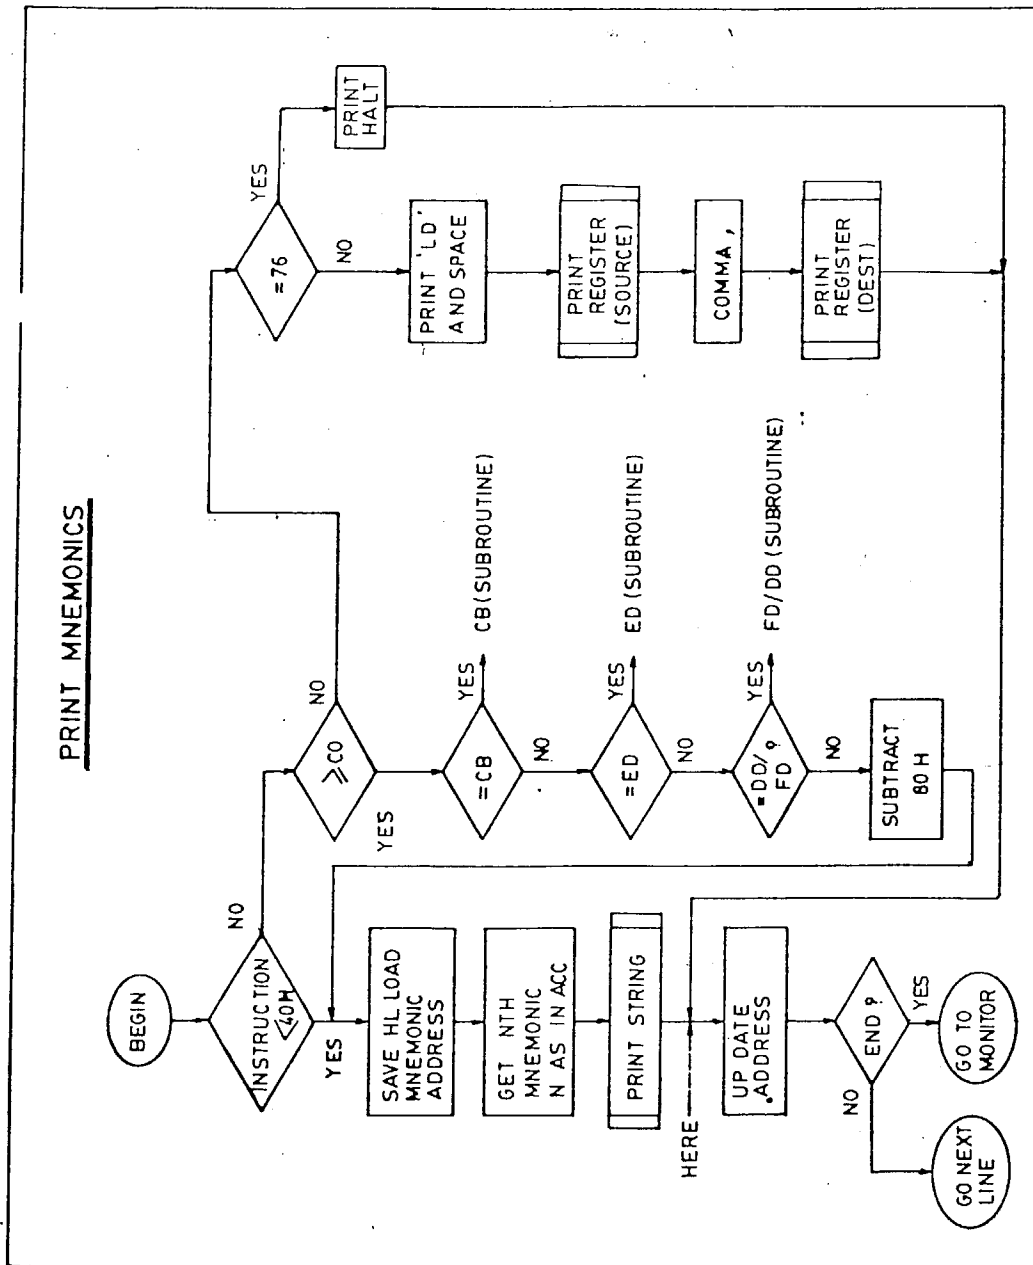 PRINT MNEMONICS
BEGIN
INSTRUCTION
<40H
NO
YES
SAVE HL LOAD
MNEMONIC
ADDRESS
GET NTH
MNEMONIC
N AS IN ACC
PRINT STRING
HERE
UP DATE
ADDRESS
END ?
NO
YES
GO NEXT
LINE
GO TO
MONITOR
≥CO
NO
YES
=CB
YES
CB(SUBROUTINE)
NO
=ED
YES
ED (SUBROUTINE)
NO
=DD/
FD ?
YES
FD/DD (SUBROUTINE)
NO
SUBTRACT
80 H
=76
YES
PRINT
HALT
NO
PRINT 'LD'
AND SPACE
PRINT
REGISTER
(SOURCE)
COMMA ,
PRINT
REGISTER
(DEST)